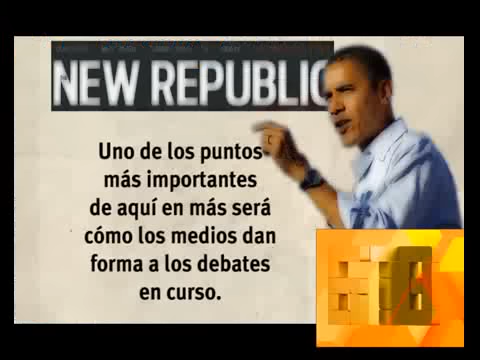 NEW REPUBLIC
Uno de los puntos
más importantes
de aquí en más será
cómo los medios dan
forma a los debates
en curso.